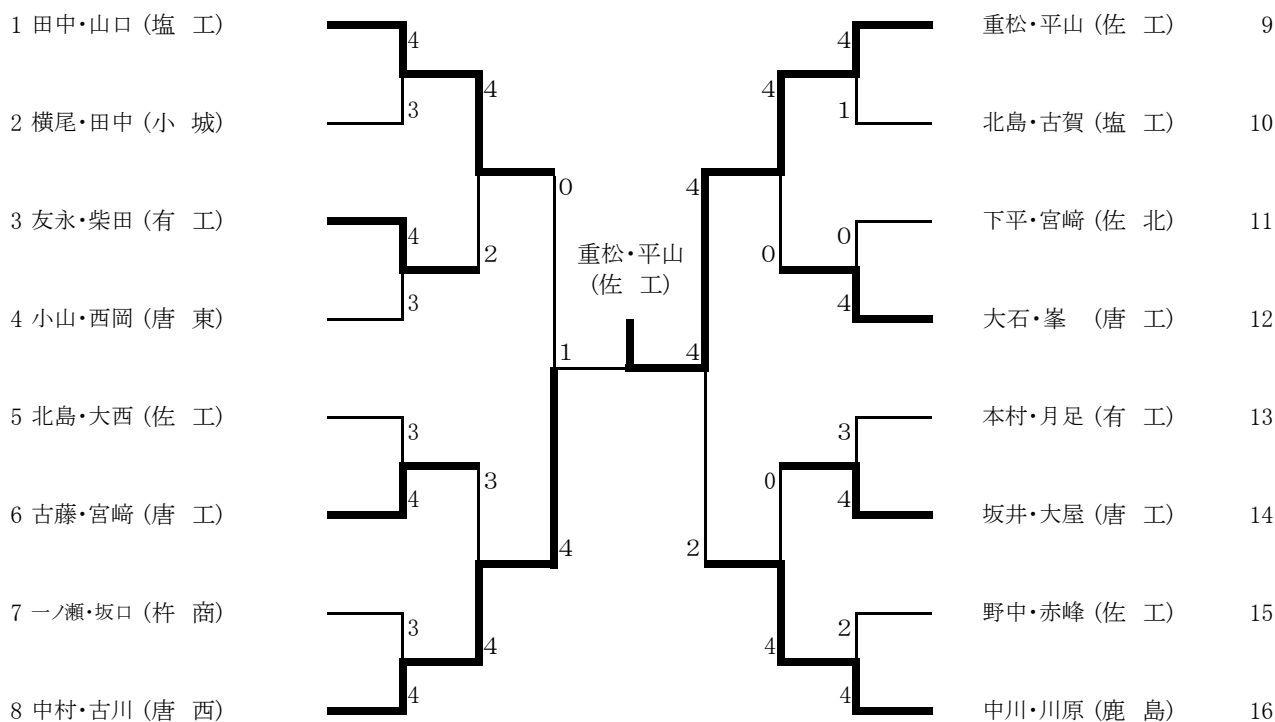 1 田中・山口 (塩 工)
4
4
重松・平山 (佐 工) 9
4
4
3
1
2 横尾・田中 (小 城)
北島・古賀 (塩 工) 10
0
4
3 友永・柴田 (有 工)
下平・宮﨑 (佐 北) 11
4
0
2
重松・平山
0
(佐 工)
3
4
4 小山・西岡 (唐 東)
大石・峯 (唐 工) 12
1
4
5 北島・大西 (佐 工)
本村・月足 (有 工) 13
3
3
3
0
4
4
6 古藤・宮﨑 (唐 工)
坂井・大屋 (唐 工) 14
4
2
7 一ノ瀬・坂口 (杵 商)
野中・赤峰 (佐 工) 15
3
2
4
4
4
4
8 中村・古川 (唐 西)
中川・川原 (鹿 島) 16